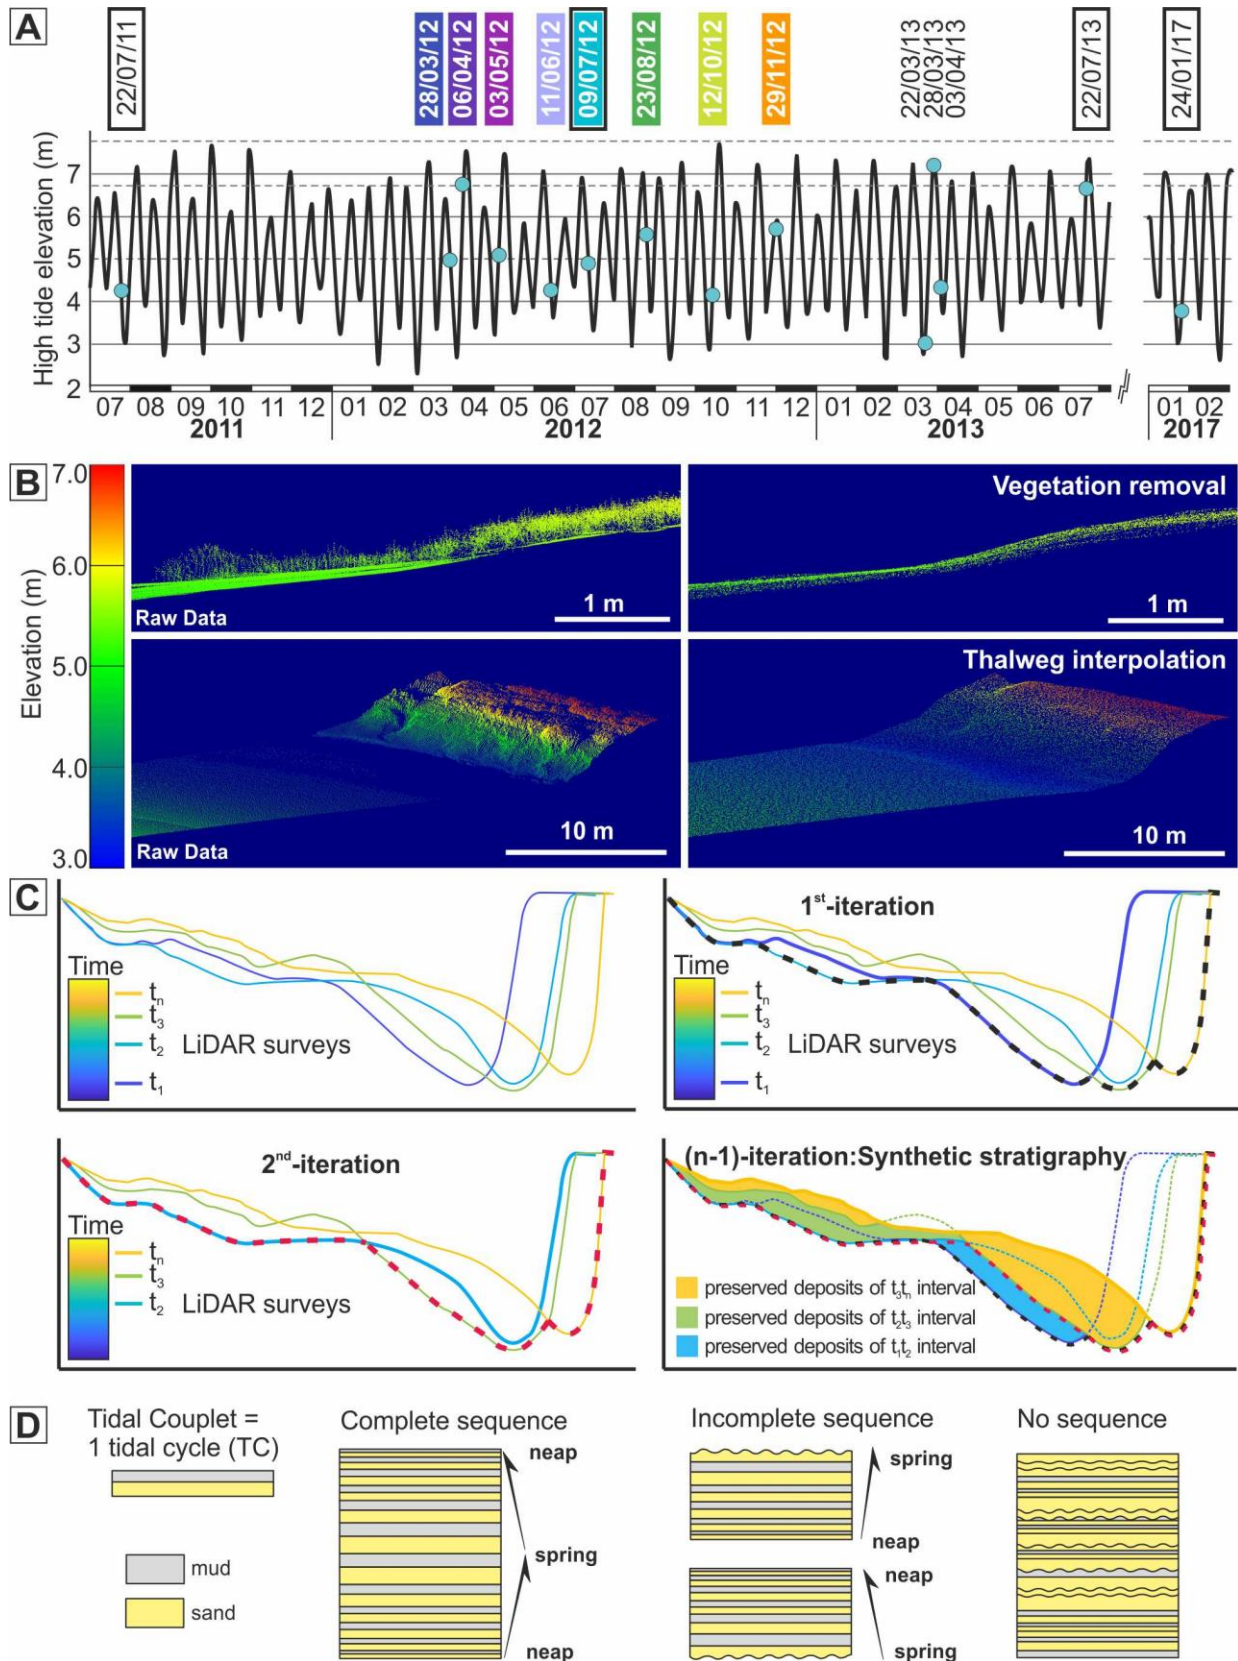 A
22/07/11
28/03/12
06/04/12
03/05/12
11/06/12
09/07/12
23/08/12
12/10/12
29/11/12
22/03/13
28/03/13
03/04/13
22/07/13
24/01/17
High tide elevation (m)
7
6
5
4
3
2
07 08 09 10 11 12 01 02 03 04 05 06 07 08 09 10 11 12 01 02 03 04 05 06 07 01 02
2011 2012 2013 2017
B
Elevation (m)
7.0
6.0
5.0
4.0
3.0
Raw Data
1 m
Vegetation removal
1 m
Raw Data
10 m
Thalweg interpolation
10 m
C
Time
tn
t3
t2
t1
LiDAR surveys
1st-iteration
Time
tn
t3
t2
t1
LiDAR surveys
2nd-iteration
Time
tn
t3
t2
LiDAR surveys
(n-1)-iteration:Synthetic stratigraphy
preserved deposits of t3tn interval
preserved deposits of t2t3 interval
preserved deposits of t1t2 interval
D
Tidal Couplet =
1 tidal cycle (TC)
mud
sand
Complete sequence
neap
spring
neap
Incomplete sequence
spring
neap
neap
spring
No sequence